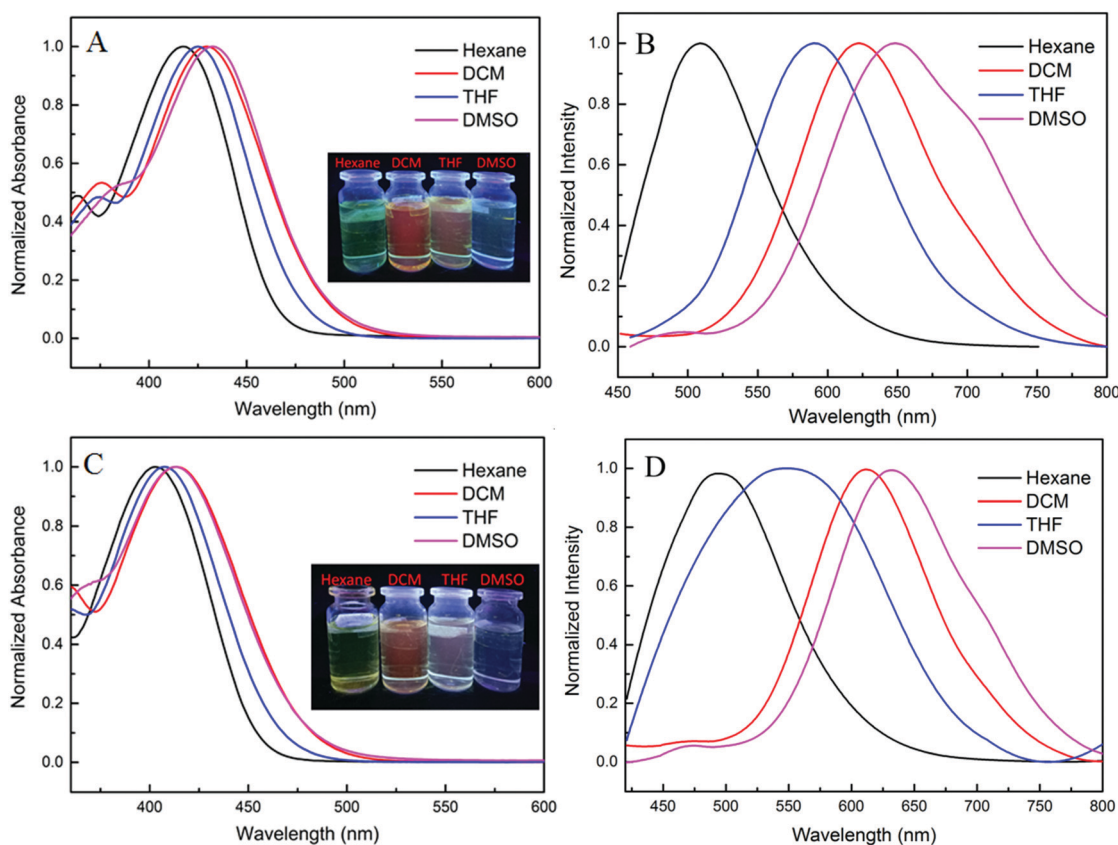 A
Hexane
DCM
THF
DMSO
Hexane DCM THF DMSO
Normalized Absorbance
1.0
0.8
0.6
0.4
0.2
0.0
400 450 500 550 600
Wavelength (nm)
B
Hexane
DCM
THF
DMSO
Normalized Intensity
1.0
0.8
0.6
0.4
0.2
0.0
450 500 550 600 650 700 750 800
Wavelength (nm)
C
Hexane
DCM
THF
DMSO
Hexane DCM THF DMSO
Normalized Absorbance
1.0
0.8
0.6
0.4
0.2
0.0
400 450 500 550 600
Wavelength (nm)
D
Hexane
DCM
THF
DMSO
Normalized Intensity
1.0
0.8
0.6
0.4
0.2
0.0
450 500 550 600 650 700 750 800
Wavelength (nm)